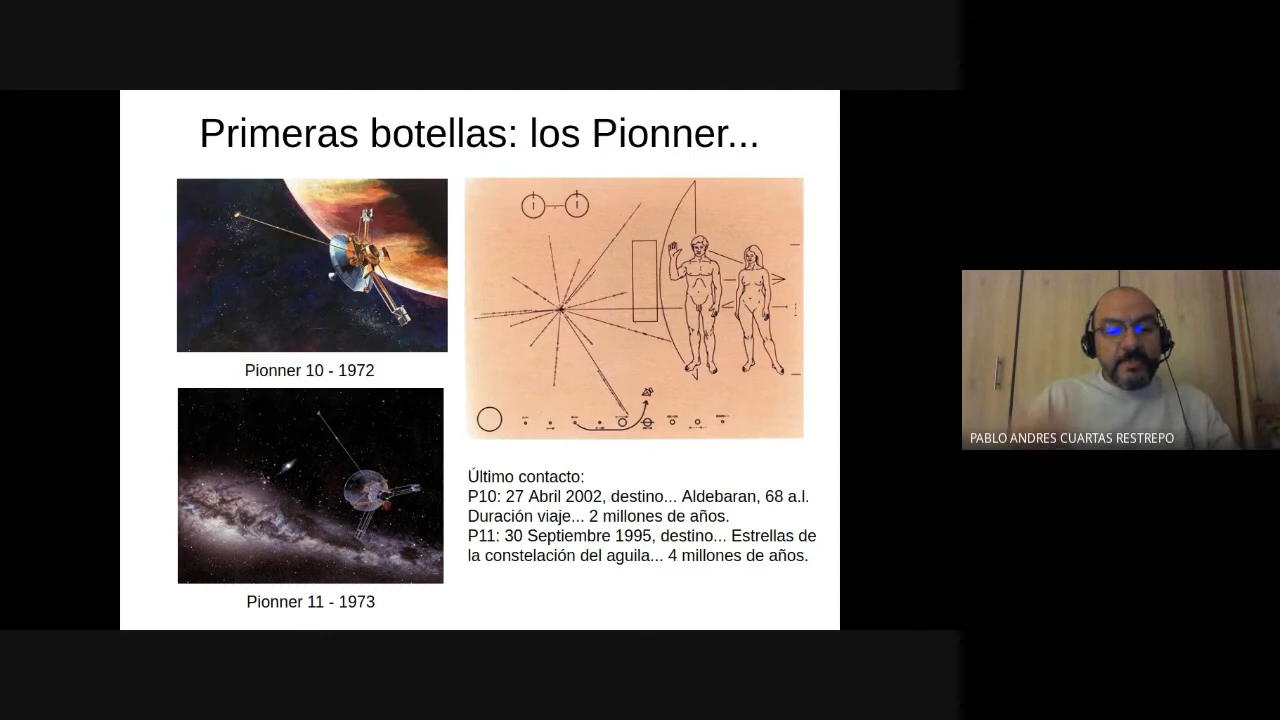 Primeras botellas: los Pionner...
Pionner 10 - 1972
Pionner 11 - 1973
Último contacto:
P10: 27 Abril 2002, destino... Aldebaran, 68 a.l.
Duración viaje... 2 millones de años.
P11: 30 Septiembre 1995, destino... Estrellas de
la constelación del aguila... 4 millones de años.
PABLO ANDRES CUARTAS RESTREPO